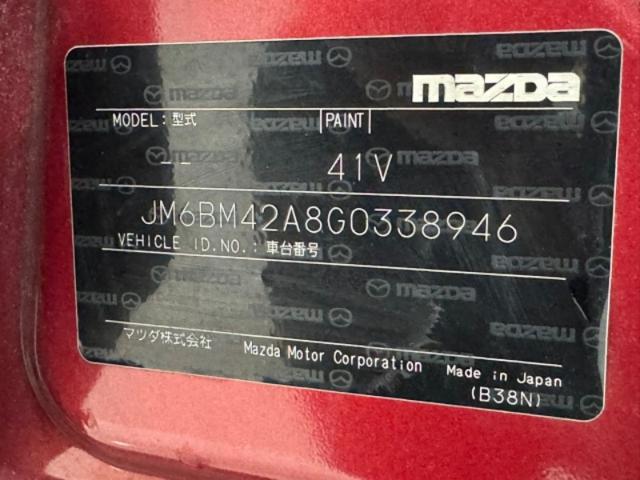 mazda
MODEL:型式 PAINT
-- 41V
JM6BM42A8G0338946
VEHICLE ID.NO.:車台番号
マツダ株式会社 Mazda Motor Corporation Made in Japan
(B38N)